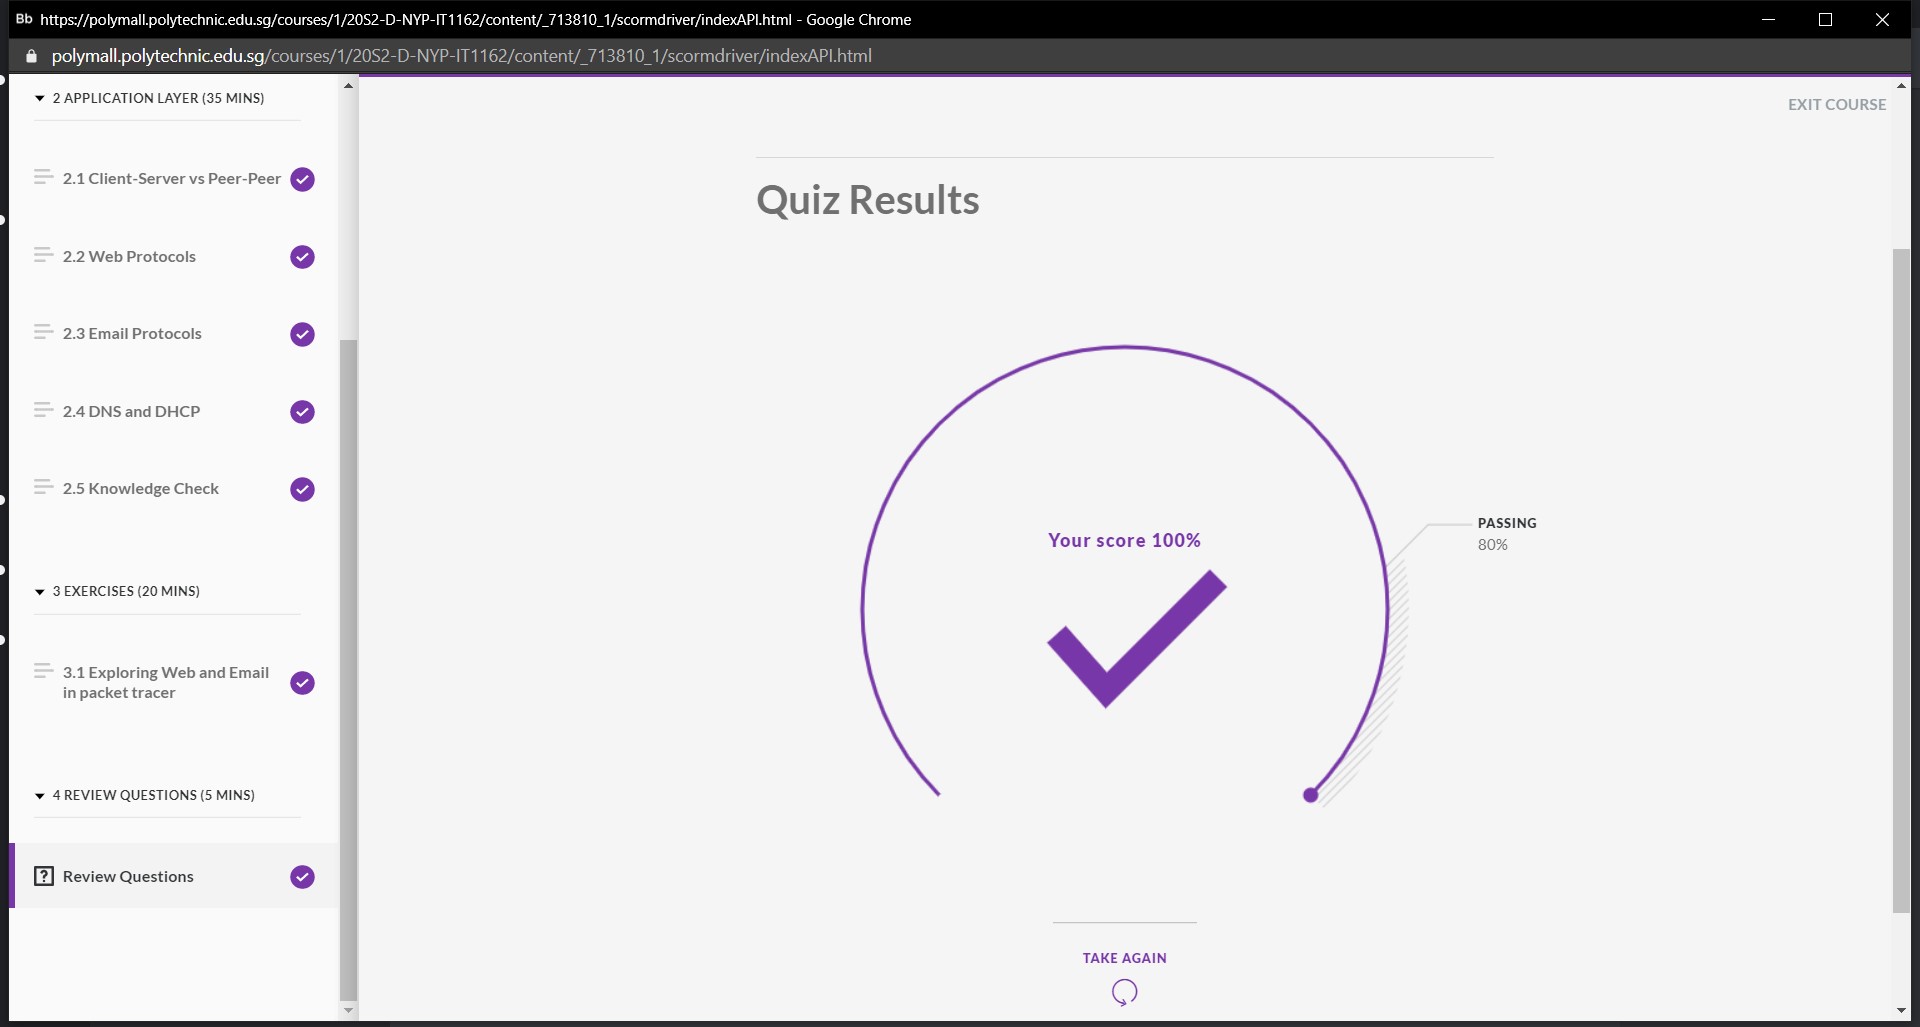 Bb https://polymall.polytechnic.edu.sg/courses/1/20S2-D-NYP-IT1162/content/_713810_1/scormdriver/indexAPI.html - Google Chrome
polymall.polytechnic.edu.sg/courses/1/20S2-D-NYP-IT1162/content/_713810_1/scormdriver/indexAPI.html
2 APPLICATION LAYER (35 MINS)
2.1 Client-Server vs Peer-Peer
2.2 Web Protocols
2.3 Email Protocols
2.4 DNS and DHCP
2.5 Knowledge Check
3 EXERCISES (20 MINS)
3.1 Exploring Web and Email
in packet tracer
4 REVIEW QUESTIONS (5 MINS)
? Review Questions
EXIT COURSE
Quiz Results
Your score 100%
PASSING
80%
TAKE AGAIN